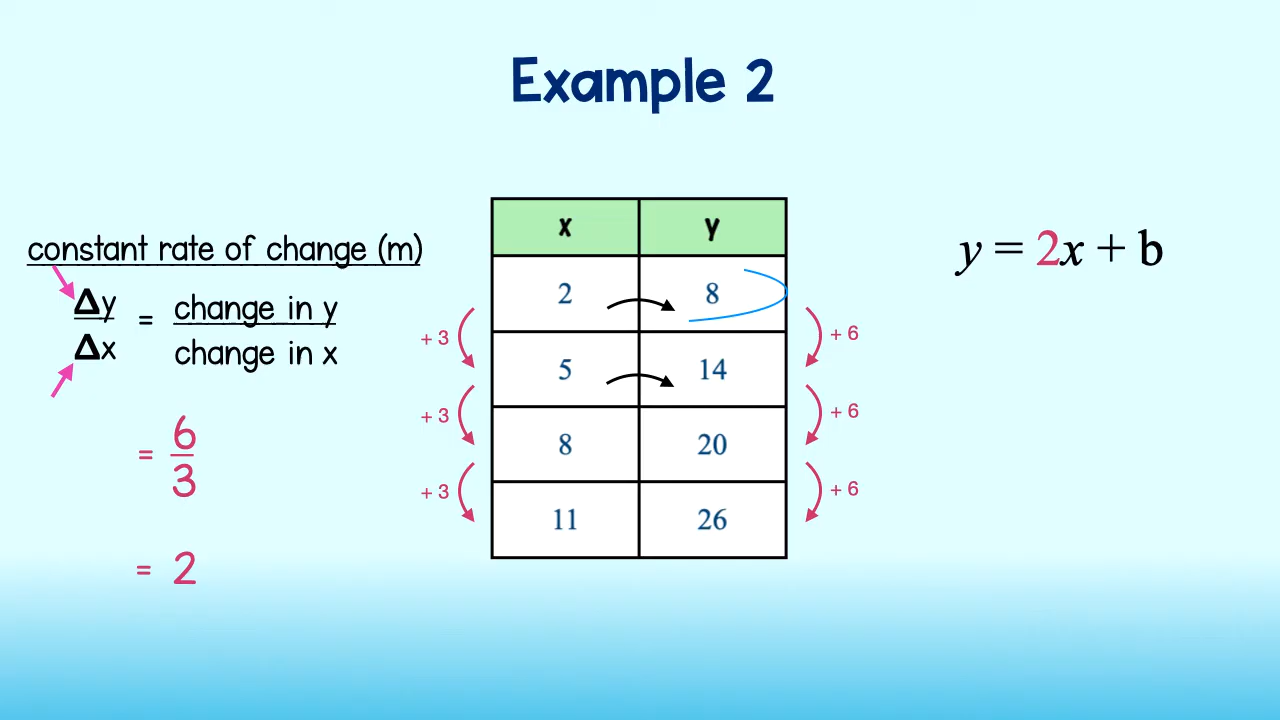 Example 2
constant rate of change (m)
Δy = change in y
Δx change in x
= 6
3
= 2
x y
2 8
5 14
8 20
11 26
+ 3 + 6
+ 3 + 6
+ 3 + 6
y = 2x + b